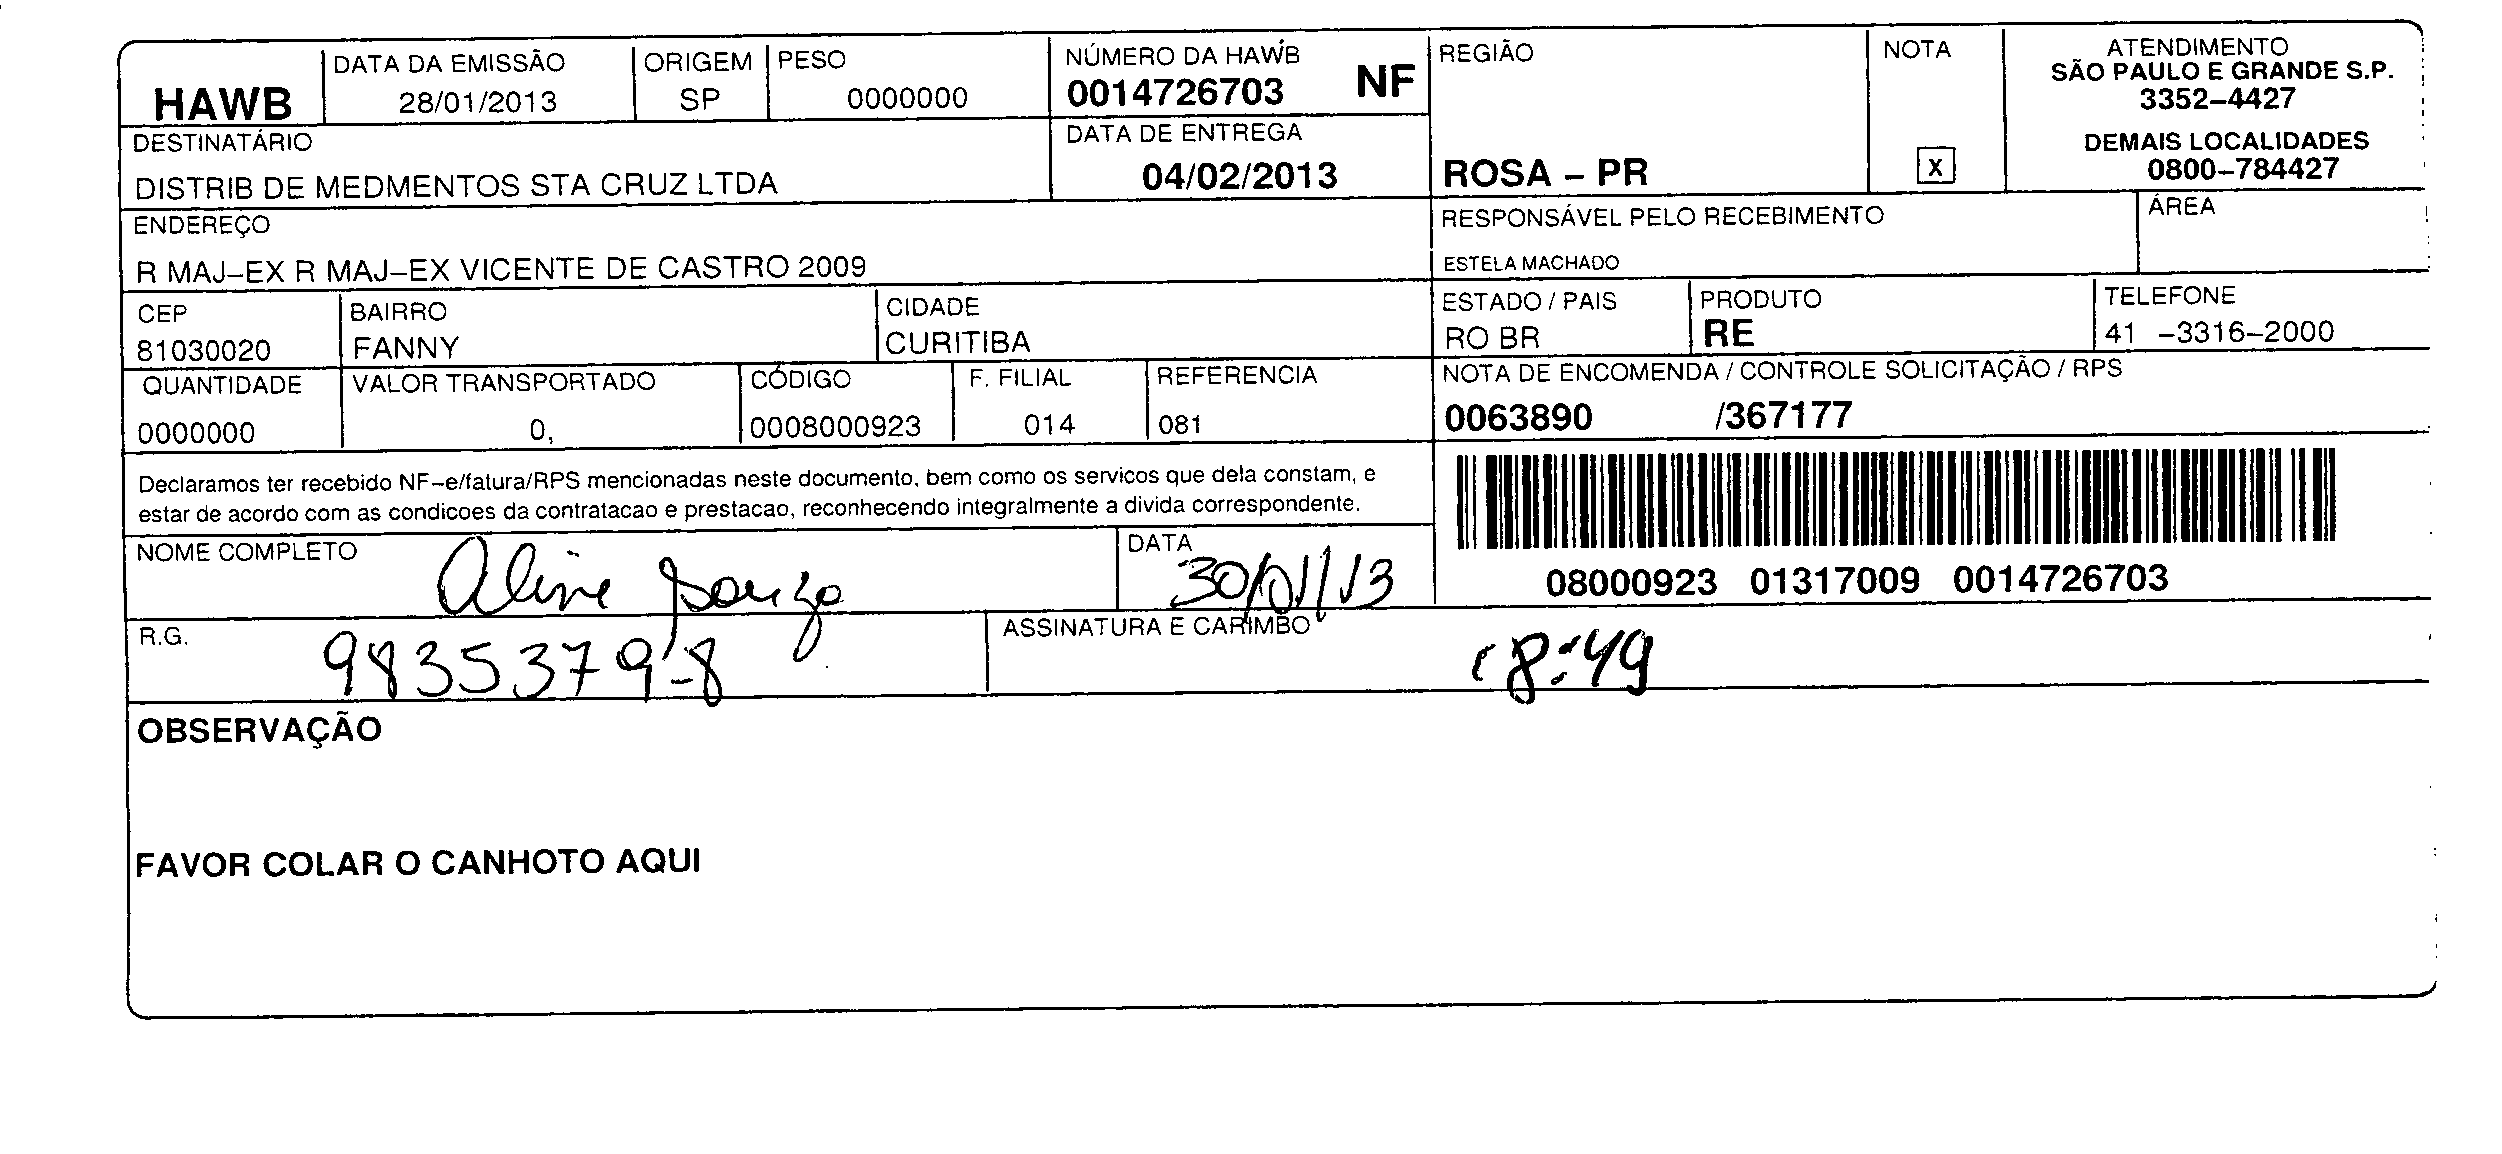 HAWB
DATA DA EMISSÃO
28/01/2013
ORIGEM
SP
PESO
0000000
NÚMERO DA HAWB
0014726703 NF
DATA DE ENTREGA
04/02/2013
REGIÃO
ROSA – PR
NOTA
X
ATENDIMENTO
SÃO PAULO E GRANDE S.P.
3352–4427
DEMAIS LOCALIDADES
0800–784427
DESTINATÁRIO
DISTRIB DE MEDMENTOS STA CRUZ LTDA
ENDEREÇO
R MAJ–EX R MAJ–EX VICENTE DE CASTRO 2009
RESPONSÁVEL PELO RECEBIMENTO
ESTELA MACHADO
ÁREA
CEP
81030020
BAIRRO
FANNY
CIDADE
CURITIBA
ESTADO / PAIS
RO BR
PRODUTO
RE
TELEFONE
41 –3316–2000
QUANTIDADE
0000000
VALOR TRANSPORTADO
0,
CÓDIGO
0008000923
F. FILIAL
014
REFERENCIA
081
NOTA DE ENCOMENDA / CONTROLE SOLICITAÇÃO / RPS
0063890 /367177
Declaramos ter recebido NF–e/fatura/RPS mencionadas neste documento, bem como os servicos que dela constam, e
estar de acordo com as condicoes da contratacao e prestacao, reconhecendo integralmente a divida correspondente.
08000923 01317009 0014726703
NOME COMPLETO
Aline Souza
DATA
30/01/13
R.G.
9835379-8
ASSINATURA E CARIMBO
18:49
OBSERVAÇÃO
FAVOR COLAR O CANHOTO AQUI